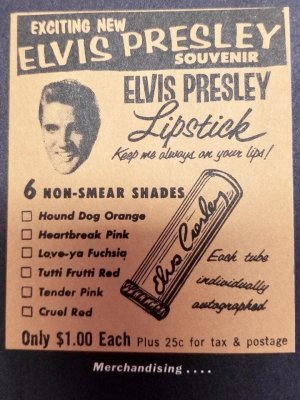 EXCITING NEW
ELVIS PRESLEY
SOUVENIR
ELVIS PRESLEY
Lipstick
Keep me always on your lips!
6 NON-SMEAR SHADES
☐ Hound Dog Orange
☐ Heartbreak Pink
☐ Love-ya Fuchsia
☐ Tutti Frutti Red
☐ Tender Pink
☐ Cruel Red
Elvis Presley
Each tube
individually
autographed
Only $1.00 Each Plus 25c for tax & postage
Merchandising ....